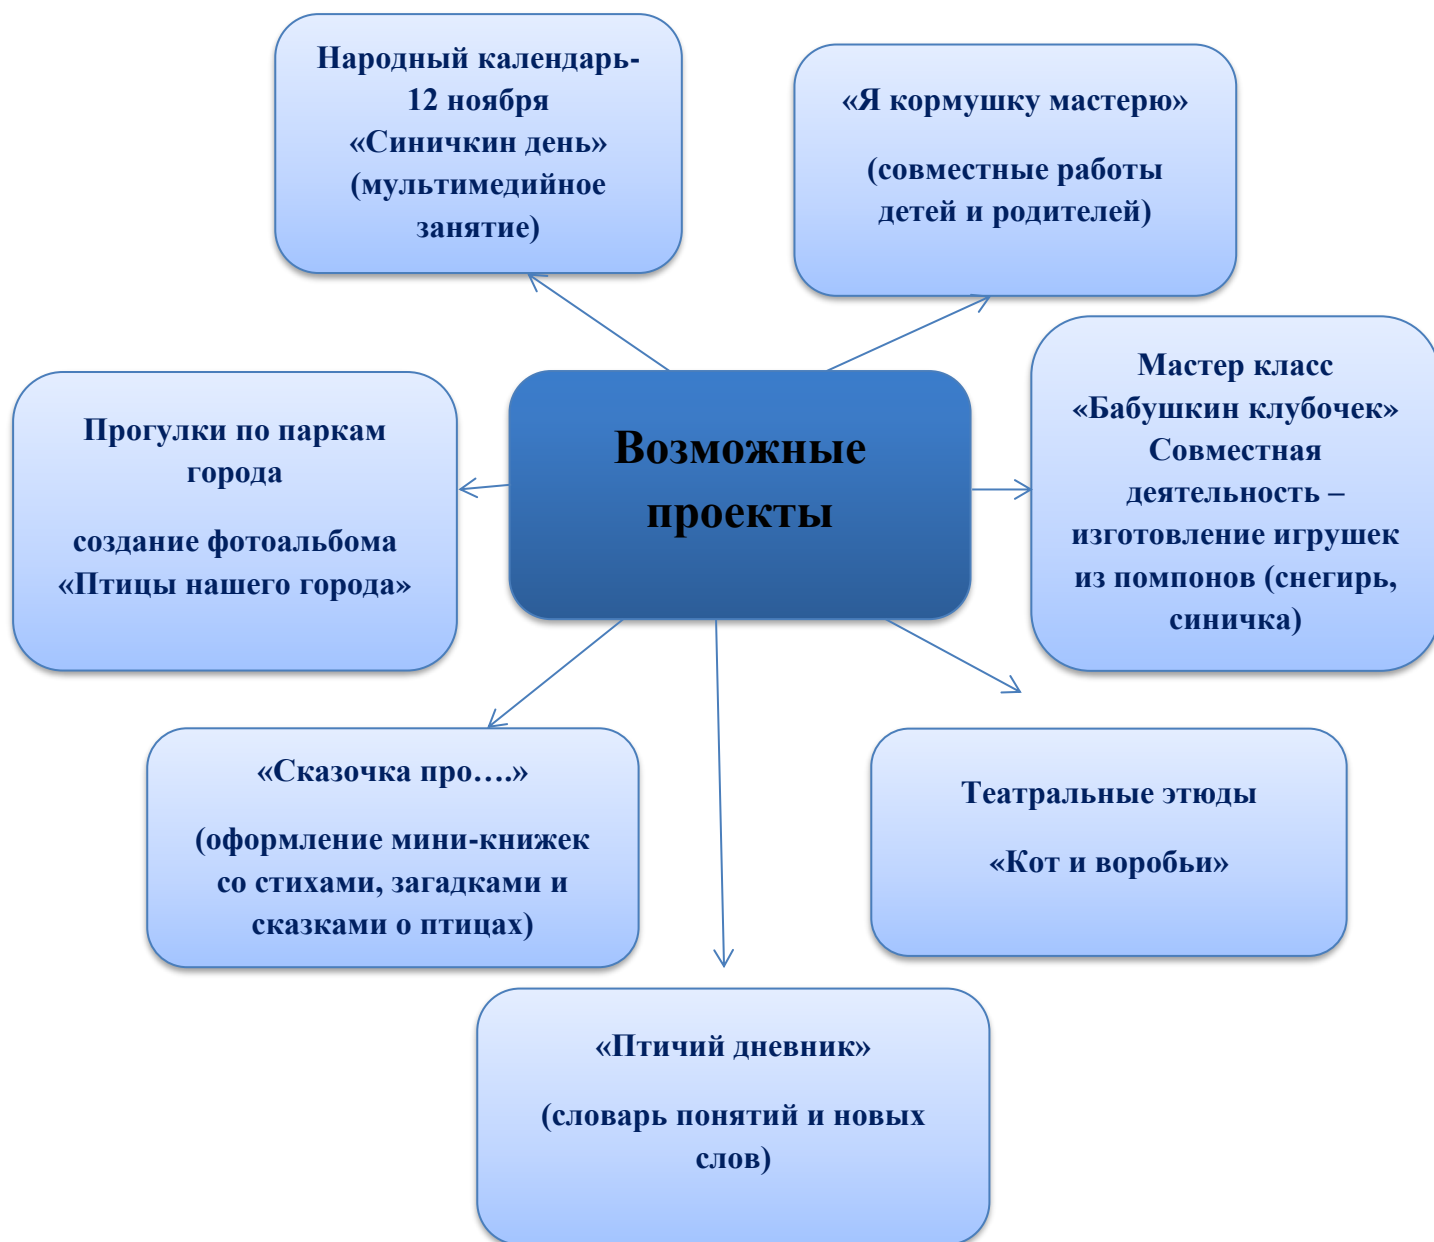 Народный календарь-
12 ноября
«Синичкин день»
(мультимедийное
занятие)
«Я кормушку мастерю»
(совместные работы
детей и родителей)
Прогулки по паркам
города
создание фотоальбома
«Птицы нашего города»
Возможные
проекты
Мастер класс
«Бабушкин клубочек»
Совместная
деятельность –
изготовление игрушек
из помпонов (снегирь,
синичка)
«Сказочка про….»
(оформление мини-книжек
со стихами, загадками и
сказками о птицах)
Театральные этюды
«Кот и воробьи»
«Птичий дневник»
(словарь понятий и новых
слов)